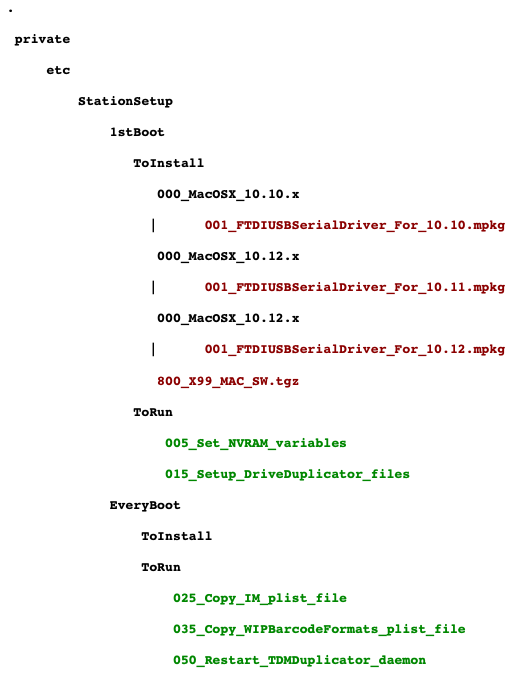 .
private
etc
StationSetup
1stBoot
ToInstall
000_MacOSX_10.10.x
| 001_FTDIUSBSerialDriver_For_10.10.mpkg
000_MacOSX_10.12.x
| 001_FTDIUSBSerialDriver_For_10.11.mpkg
000_MacOSX_10.12.x
| 001_FTDIUSBSerialDriver_For_10.12.mpkg
800_X99_MAC_SW.tgz
ToRun
005_Set_NVRAM_variables
015_Setup_DriveDuplicator_files
EveryBoot
ToInstall
ToRun
025_Copy_IM_plist_file
035_Copy_WIPBarcodeFormats_plist_file
050_Restart_TDMDuplicator_daemon